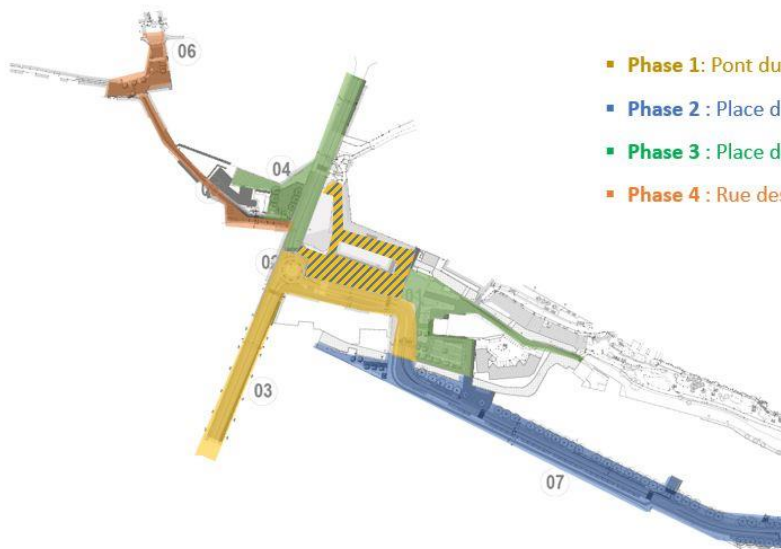 06
▪ Phase 1: Pont du
▪ Phase 2 : Place d
▪ Phase 3 : Place d
04
▪ Phase 4 : Rue des
02
01
03
07